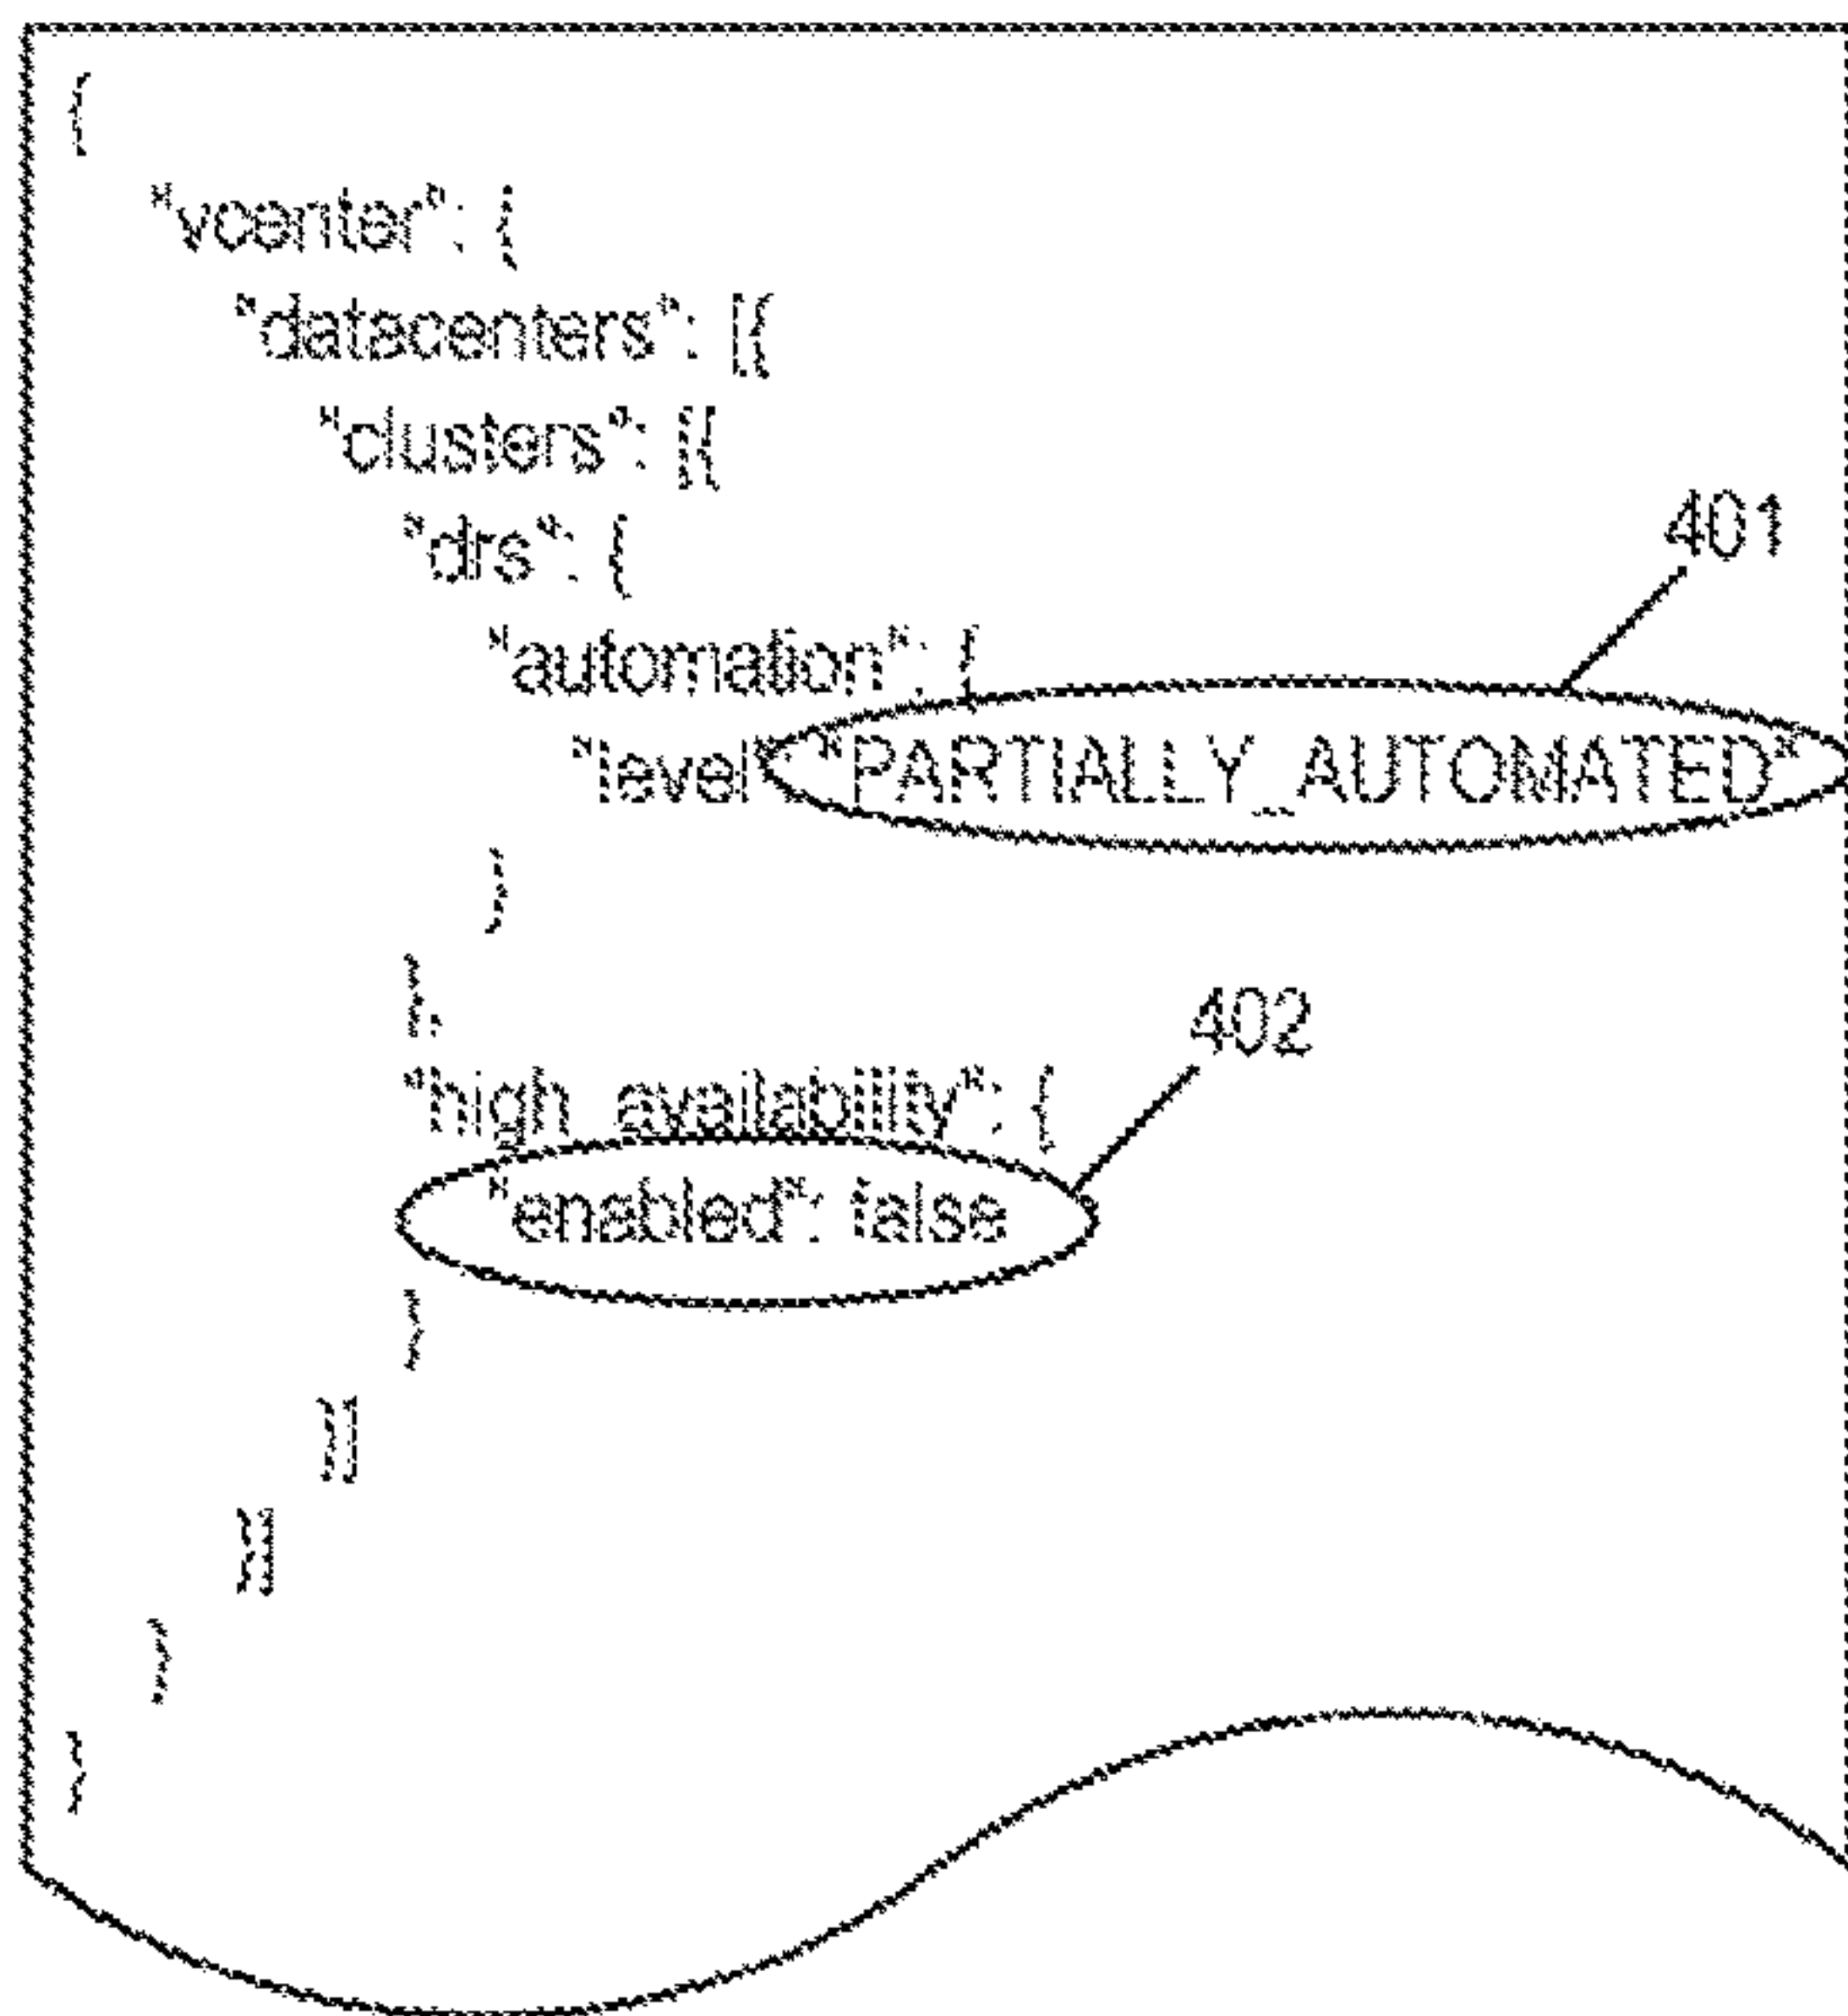 {
"vcenter": {
"datacenters": [{
"clusters": [{
"drs": {
401
"automation": {
"level": "PARTIALLY_AUTOMATED"
}
},
402
"high_availability": {
"enabled": false
}
}]
}]
}
}